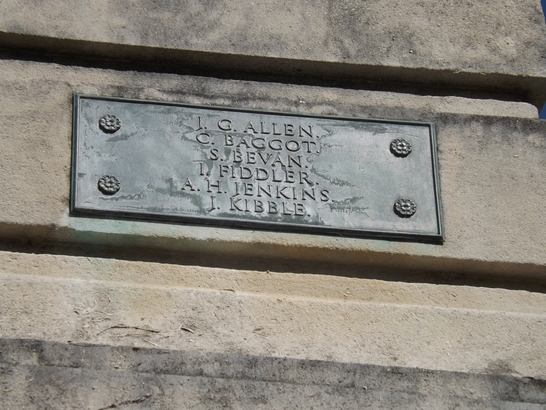 J. G. ALLEN.
C. BAGGOT.
S. BEVAN.
I. FIDDLER.
A. H. JENKINS.
J. KIBBLE.